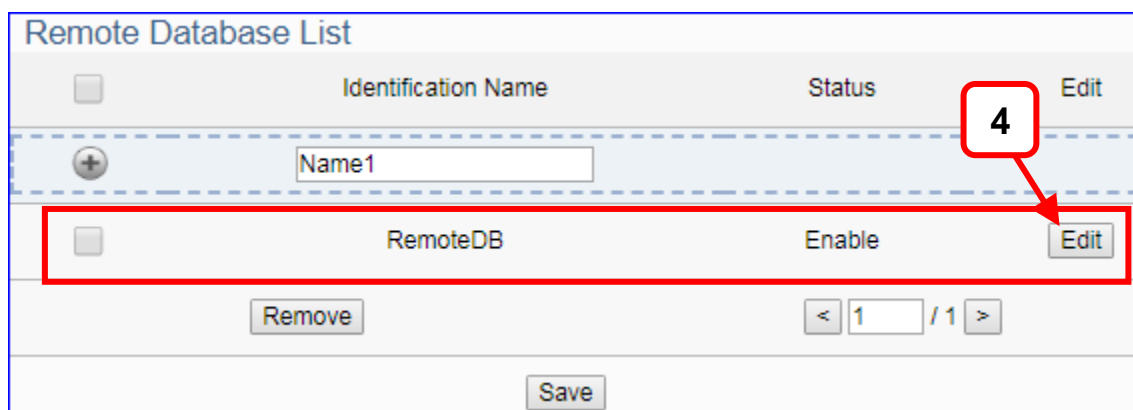 Remote Database List
Identification Name Status Edit
4
Name1
RemoteDB Enable Edit
Remove < 1 / 1 >
Save